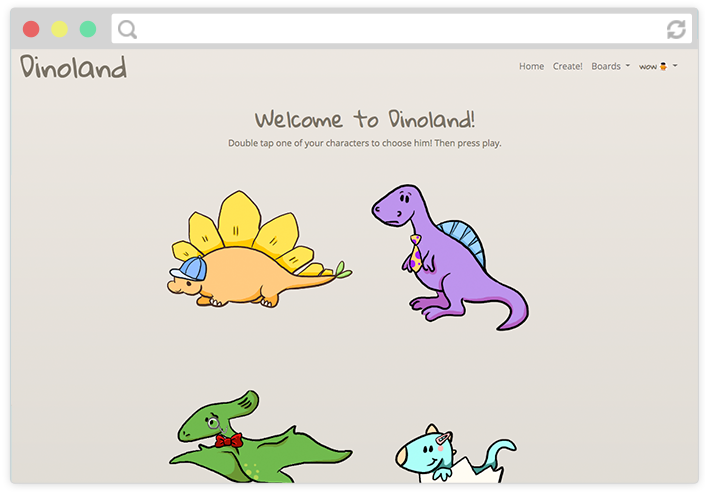 Dinoland
Home Create! Boards wow
Welcome to Dinoland!
Double tap one of your characters to choose him! Then press play.